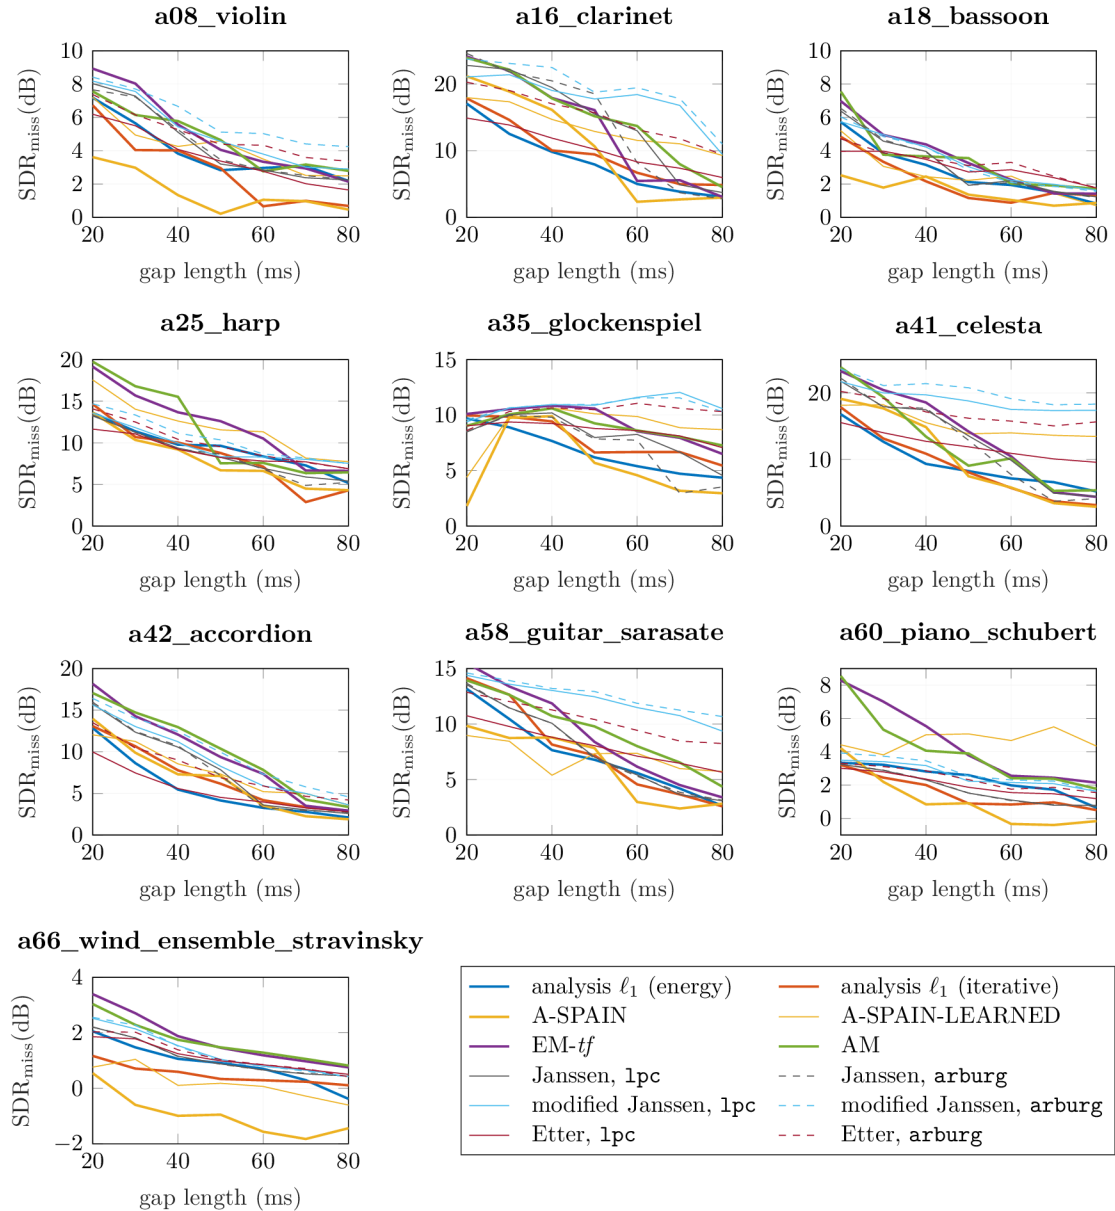 a08_violin
a16_clarinet
a18_bassoon
10
8
6
4
2
0
SDRmiss(dB)
20 40 60 80
gap length (ms)
20
10
0
SDRmiss(dB)
20 40 60 80
gap length (ms)
10
8
6
4
2
0
SDRmiss(dB)
20 40 60 80
gap length (ms)
a25_harp
a35_glockenspiel
a41_celesta
20
15
10
5
0
SDRmiss(dB)
20 40 60 80
gap length (ms)
15
10
5
0
SDRmiss(dB)
20 40 60 80
gap length (ms)
20
10
0
SDRmiss(dB)
20 40 60 80
gap length (ms)
a42_accordion
a58_guitar_sarasate
a60_piano_schubert
20
15
10
5
0
SDRmiss(dB)
20 40 60 80
gap length (ms)
15
10
5
0
SDRmiss(dB)
20 40 60 80
gap length (ms)
8
6
4
2
0
SDRmiss(dB)
20 40 60 80
gap length (ms)
a66_wind_ensemble_stravinsky
4
2
0
−2
SDRmiss(dB)
20 40 60 80
gap length (ms)
analysis ℓ1 (energy)
analysis ℓ1 (iterative)
A-SPAIN
A-SPAIN-LEARNED
EM-tf
AM
Janssen, lpc
Janssen, arburg
modified Janssen, lpc
modified Janssen, arburg
Etter, lpc
Etter, arburg